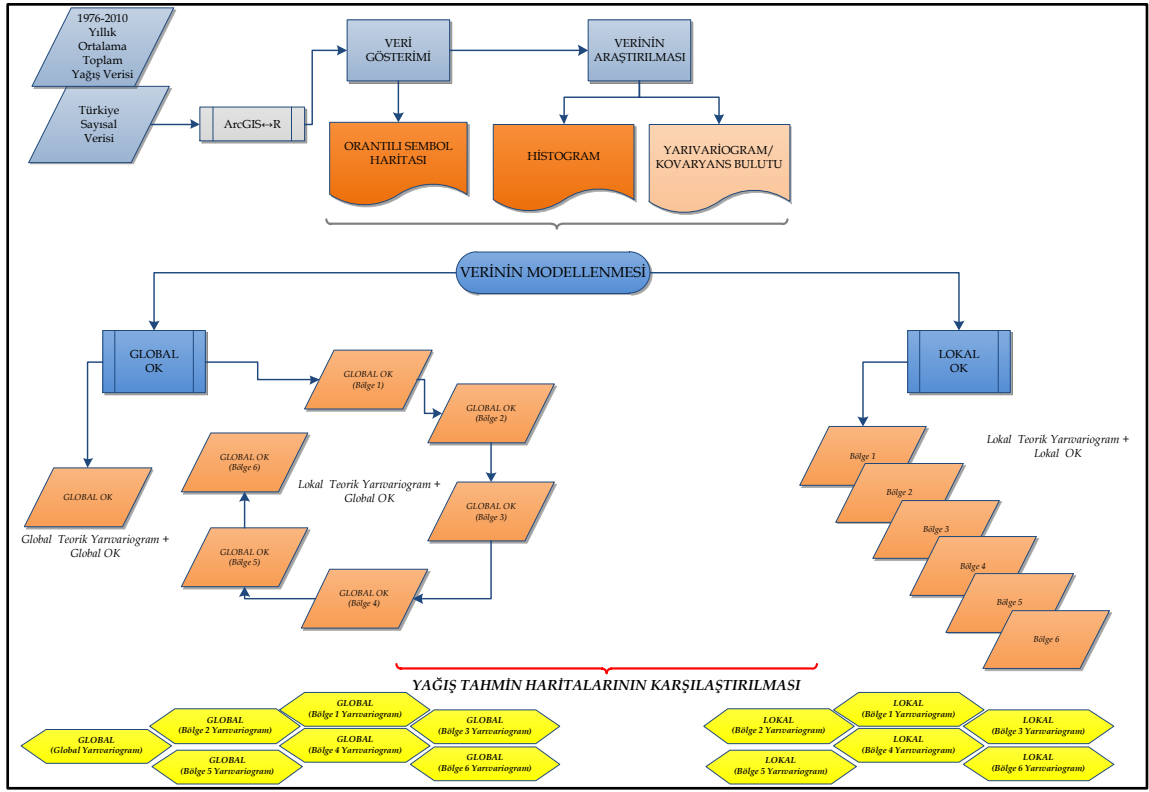 1976-2010
Yıllık
Ortalama
Toplam
Yağış Verisi
Türkiye
Sayısal
Verisi
ArcGIS↔R
VERİ
GÖSTERİMİ
VERİNİN
ARAŞTIRILMASI
ORANTILI SEMBOL
HARİTASI
HİSTOGRAM
YARIVARİOGRAM/
KOVARYANS BULUTU
VERİNİN MODELLENMESİ
GLOBAL
OK
LOKAL
OK
GLOBAL OK
(Bölge 1)
GLOBAL OK
(Bölge 2)
GLOBAL OK
(Bölge 3)
GLOBAL OK
(Bölge 4)
GLOBAL OK
(Bölge 5)
GLOBAL OK
(Bölge 6)
Lokal Teorik Yarıvariogram +
Global OK
GLOBAL OK
Global Teorik Yarıvariogram +
Global OK
Bölge 1
Bölge 2
Bölge 3
Bölge 4
Bölge 5
Bölge 6
Lokal Teorik Yarıvariogram +
Lokal OK
YAĞIŞ TAHMİN HARİTALARININ KARŞILAŞTIRILMASI
GLOBAL
(Global Yarıvariogram)
GLOBAL
(Bölge 2 Yarıvariogram)
GLOBAL
(Bölge 5 Yarıvariogram)
GLOBAL
(Bölge 1 Yarıvariogram)
GLOBAL
(Bölge 4 Yarıvariogram)
GLOBAL
(Bölge 3 Yarıvariogram)
GLOBAL
(Bölge 6 Yarıvariogram)
LOKAL
(Bölge 2 Yarıvariogram)
LOKAL
(Bölge 5 Yarıvariogram)
LOKAL
(Bölge 1 Yarıvariogram)
LOKAL
(Bölge 4 Yarıvariogram)
LOKAL
(Bölge 3 Yarıvariogram)
LOKAL
(Bölge 6 Yarıvariogram)